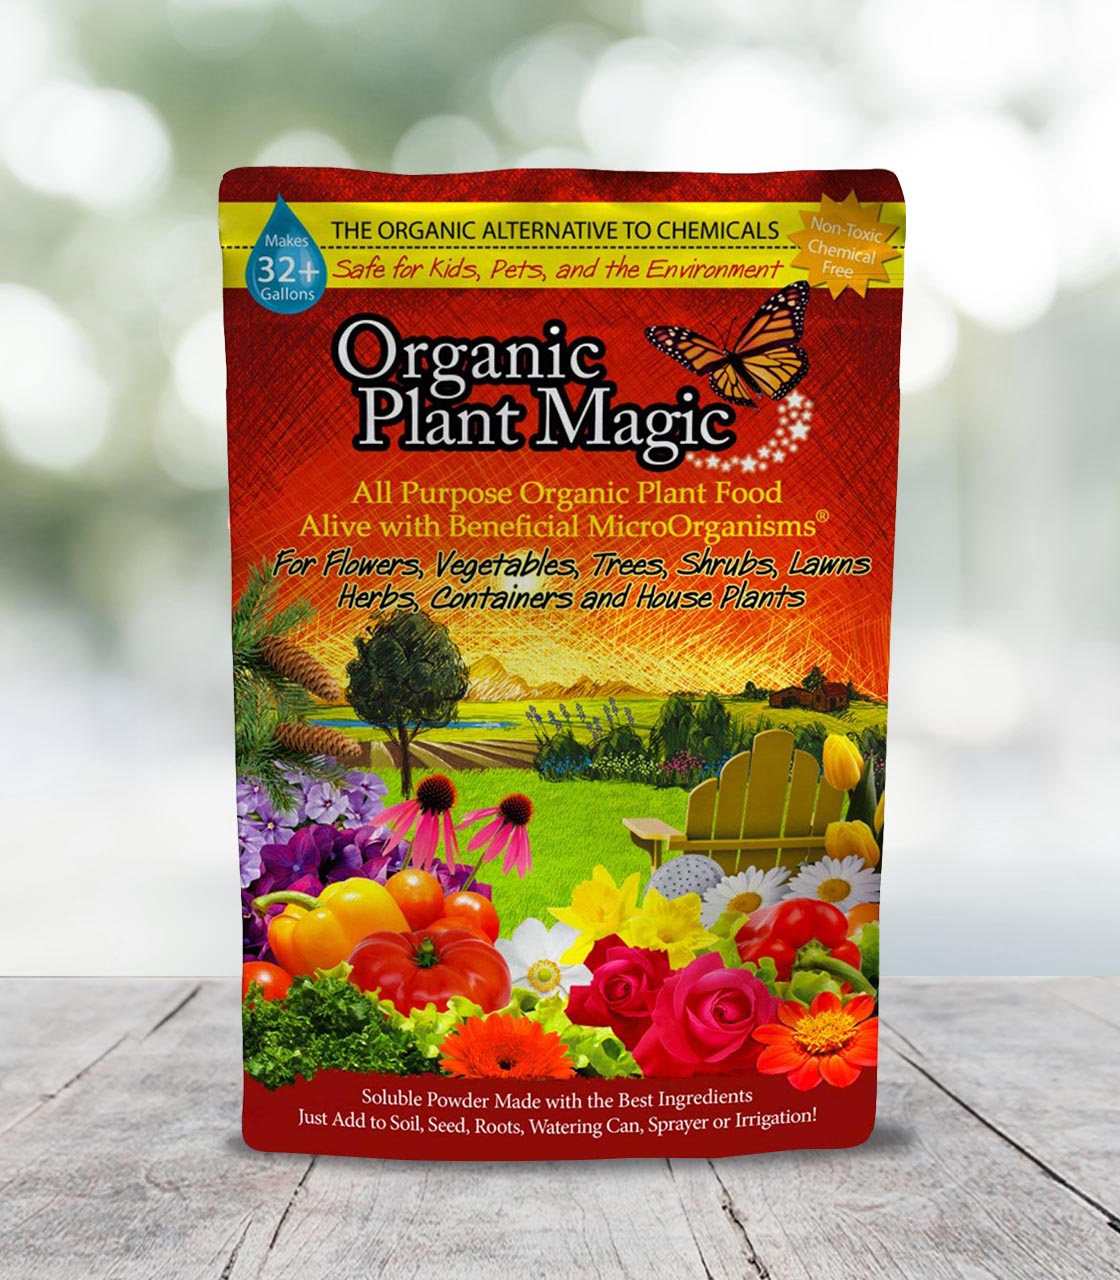 THE ORGANIC ALTERNATIVE TO CHEMICALS
Safe for Kids, Pets, and the Environment
Makes
32+
Gallons
Non-Toxic
Chemical
Free
Organic
Plant Magic
All Purpose Organic Plant Food
Alive with Beneficial MicroOrganisms®
For Flowers, Vegetables, Trees, Shrubs, Lawns
Herbs, Containers and House Plants
Soluble Powder Made with the Best Ingredients
Just Add to Soil, Seed, Roots, Watering Can, Sprayer or Irrigation!